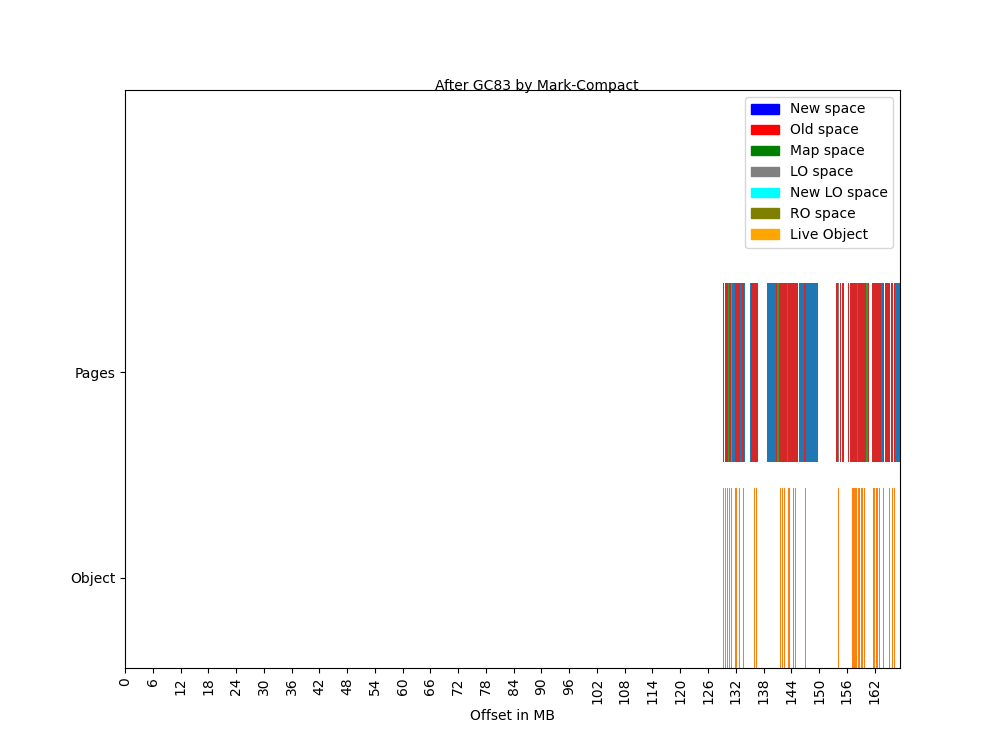 After GC83 by Mark-Compact
New space
Old space
Map space
LO space
New LO space
RO space
Live Object
Pages
Object
0 6 12 18 24 30 36 42 48 54 60 66 72 78 84 90 96 102 108 114 120 126 132 138 144 150 156 162
Offset in MB